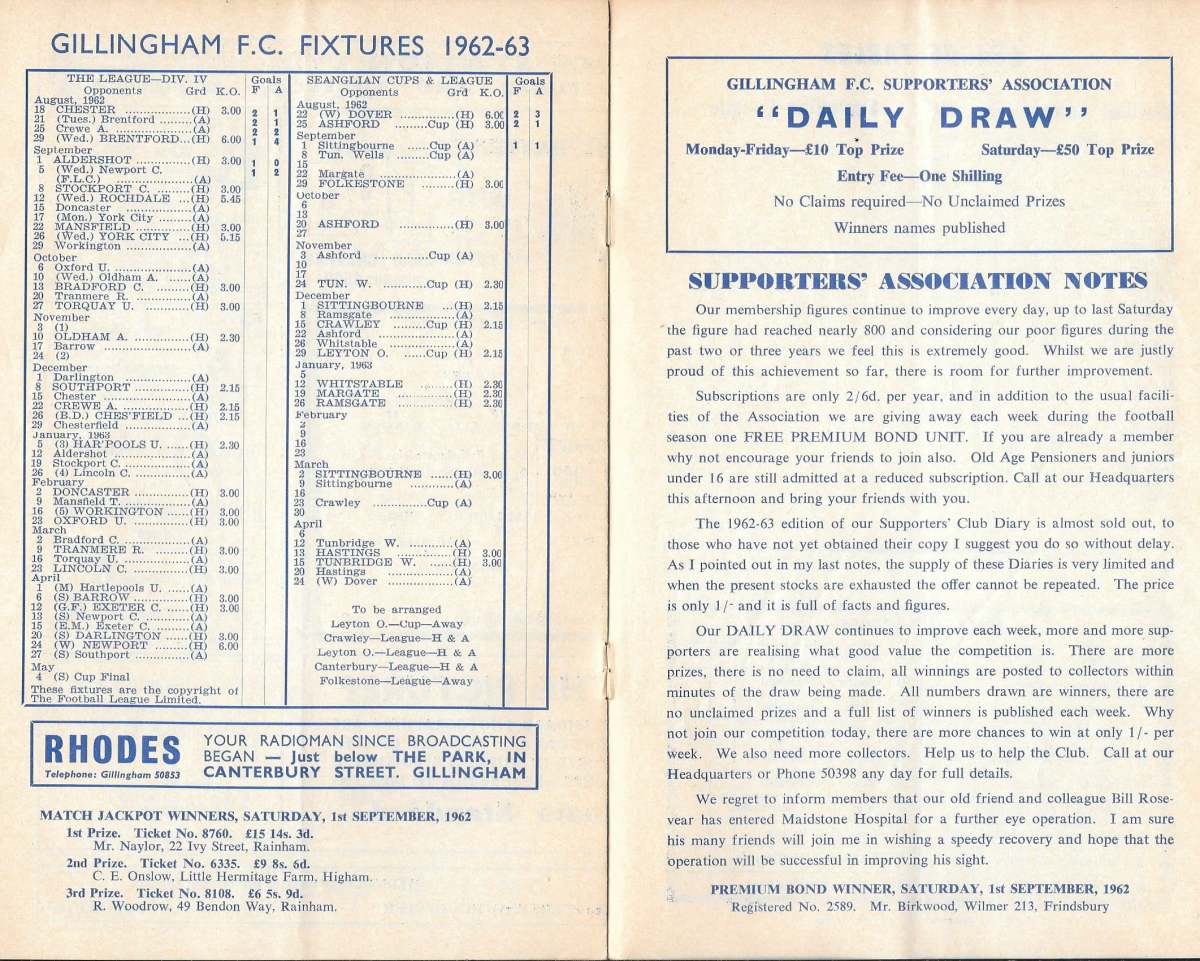 GILLINGHAM F.C. FIXTURES 1962-63
THE LEAGUE—DIV. IV Goals
Opponents Grd K.O. F A
August, 1962
18 CHESTER ..................(H) 3.00 2 1
21 (Tues.) Brentford ..........(A) 2 1
25 Crewe A. ..................(A) 2 2
29 (Wed.) BRENTFORD...(H) 6.00 1 4
September
1 ALDERSHOT ..............(H) 3.00 1 0
5 (Wed.) Newport C. 1 2
(F.L.C.) .....................(A)
8 STOCKPORT C. .........(H) 3.00
12 (Wed.) ROCHDALE ...(H) 5.45
15 Doncaster ..................(A)
17 (Mon.) York City .........(A)
22 MANSFIELD ..............(H) 3.00
26 (Wed.) YORK CITY ...(H) 5.15
29 Workington .................(A)
October
6 Oxford U. ...................(A)
10 (Wed.) Oldham A. ......(A)
13 BRADFORD C. ..........(H) 3.00
20 Tranmere R. ..............(A)
27 TORQUAY U. .............(H) 3.00
November
3 (1)
10 OLDHAM A. ..............(H) 2.30
17 Barrow ......................(A)
24 (2)
December
1 Darlington .................(A)
8 SOUTHPORT .............(H) 2.15
15 Chester ......................(A)
22 CREWE A. .................(H) 2.15
26 (B.D.) CHES'FIELD ...(H) 2.15
29 Chesterfield ................(A)
January, 1963
5 (3) HAR'POOLS U. ......(H) 2.30
12 Aldershot ...................(A)
19 Stockport C. ...............(A)
26 (4) Lincoln C. .............(A)
February
2 DONCASTER .............(H) 3.00
9 Mansfield T. ...............(A)
16 (5) WORKINGTON .....(H) 3.00
23 OXFORD U. ...............(H) 3.00
March
2 Bradford C. ................(A)
9 TRANMERE R. ..........(H) 3.00
16 Torquay U. .................(A)
23 LINCOLN C. ...............(H) 3.00
April
1 (M) Hartlepools U. ......(A)
6 (S) BARROW .............(H) 3.00
12 (G.F.) EXETER C. ......(H) 3.00
13 (S) Newport C. ............(A)
15 (E.M.) Exeter C. .........(A)
20 (S) DARLINGTON ......(H) 3.00
24 (W) NEWPORT ..........(H) 6.00
27 (S) Southport ..............(A)
May
4 (S) Cup Final
These fixtures are the copyright of
The Football League Limited.
SEANGLIAN CUPS & LEAGUE Goals
Opponents Gr'd K.O. F A
August, 1962
22 (W) DOVER ...............(H) 6.00 2 3
25 ASHFORD .........Cup (H) 3.00 2 1
September
1 Sittingbourne ......Cup (A) 1 1
8 Tun. Wells .........Cup (A)
15
22 Margate .....................(A)
29 FOLKESTONE ...........(H) 3.00
October
6
13
20 ASHFORD ..................(H) 3.00
27
November
3 Ashford ..............Cup (A)
10
17
24 TUN. W. ............Cup (H) 2.30
December
1 SITTINGBOURNE ......(H) 2.15
8 Ramsgate ...................(A)
15 CRAWLEY .........Cup (H) 2.15
22 Ashford ......................(A)
26 Whitstable ..................(A)
29 LEYTON O. ......Cup (H) 2.15
January, 1963
5
12 WHITSTABLE ............(H) 2.30
19 MARGATE .................(H) 2.30
26 RAMSGATE ...............(H) 2.30
February
2
9
16
23
March
2 SITTINGBOURNE ......(H) 3.00
9 Sittingbourne .............(A)
16
23 Crawley ..............Cup (A)
30
April
6
12 Tunbridge W. .............(A)
13 HASTINGS .................(H) 3.00
15 TUNBRIDGE W. ........(H) 3.00
20 Hastings ....................(A)
24 (W) Dover ..................(A)
To be arranged
Leyton O.—Cup—Away
Crawley—League—H & A
Leyton O.—League—H & A
Canterbury—League—H & A
Folkestone—League—Away
RHODES
Telephone: Gillingham 50853
YOUR RADIOMAN SINCE BROADCASTING
BEGAN — Just below THE PARK, IN
CANTERBURY STREET. GILLINGHAM
MATCH JACKPOT WINNERS, SATURDAY, 1st SEPTEMBER, 1962
1st Prize. Ticket No. 8760. £15 14s. 3d.
Mr. Naylor, 22 Ivy Street, Rainham.
2nd Prize. Ticket No. 6335. £9 8s. 6d.
C. E. Onslow, Little Hermitage Farm, Higham.
3rd Prize. Ticket No. 8108. £6 5s. 9d.
R. Woodrow, 49 Bendon Way, Rainham.
GILLINGHAM F.C. SUPPORTERS' ASSOCIATION
"DAILY DRAW"
Monday-Friday—£10 Top Prize Saturday—£50 Top Prize
Entry Fee—One Shilling
No Claims required—No Unclaimed Prizes
Winners names published
SUPPORTERS' ASSOCIATION NOTES
Our membership figures continue to improve every day, up to last Saturday
the figure had reached nearly 800 and considering our poor figures during the
past two or three years we feel this is extremely good. Whilst we are justly
proud of this achievement so far, there is room for further improvement.
Subscriptions are only 2/6d. per year, and in addition to the usual facili-
ties of the Association we are giving away each week during the football
season one FREE PREMIUM BOND UNIT. If you are already a member
why not encourage your friends to join also. Old Age Pensioners and juniors
under 16 are still admitted at a reduced subscription. Call at our Headquarters
this afternoon and bring your friends with you.
The 1962-63 edition of our Supporters' Club Diary is almost sold out, to
those who have not yet obtained their copy I suggest you do so without delay.
As I pointed out in my last notes, the supply of these Diaries is very limited and
when the present stocks are exhausted the offer cannot be repeated. The price
is only 1/- and it is full of facts and figures.
Our DAILY DRAW continues to improve each week, more and more sup-
porters are realising what good value the competition is. There are more
prizes, there is no need to claim, all winnings are posted to collectors within
minutes of the draw being made. All numbers drawn are winners, there are
no unclaimed prizes and a full list of winners is published each week. Why
not join our competition today, there are more chances to win at only 1/- per
week. We also need more collectors. Help us to help the Club. Call at our
Headquarters or Phone 50398 any day for full details.
We regret to inform members that our old friend and colleague Bill Rose-
vear has entered Maidstone Hospital for a further eye operation. I am sure
his many friends will join me in wishing a speedy recovery and hope that the
operation will be successful in improving his sight.
PREMIUM BOND WINNER, SATURDAY, 1st SEPTEMBER, 1962
Registered No. 2589. Mr. Birkwood, Wilmer 213, Frindsbury